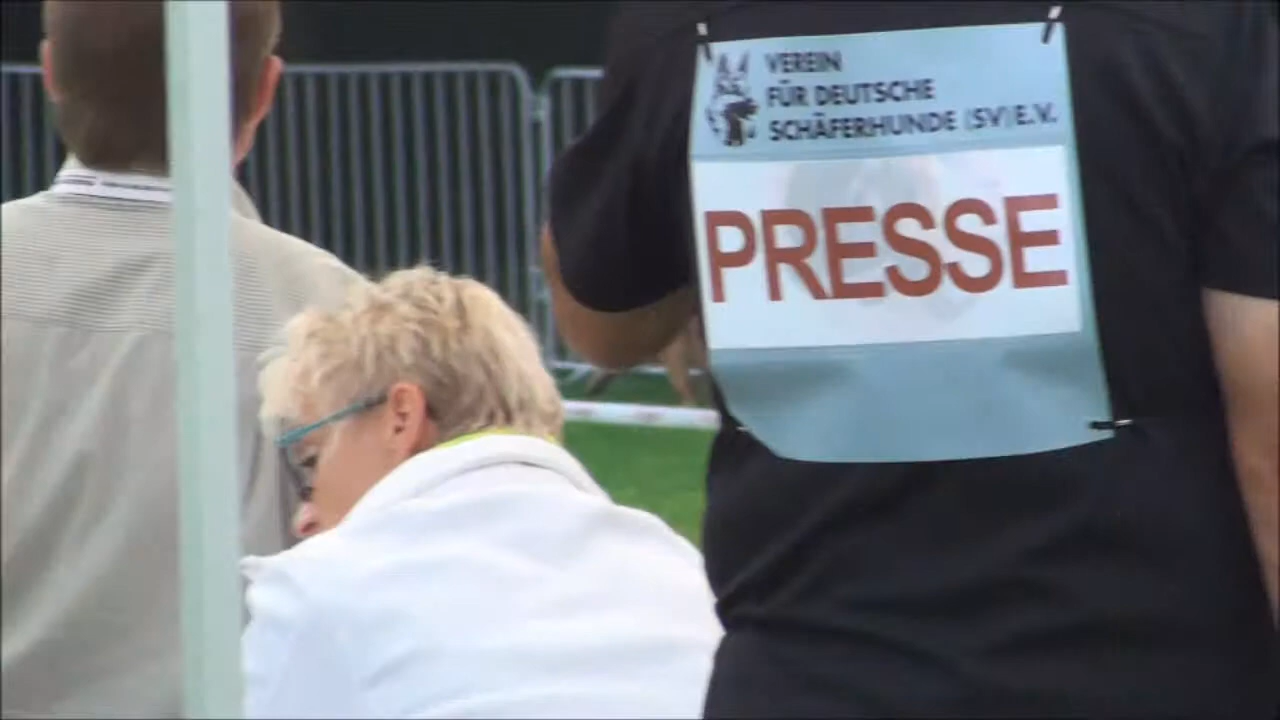 VEREIN
FÜR DEUTSCHE
SCHÄFERHUNDE (SV) E.V.
PRESSE